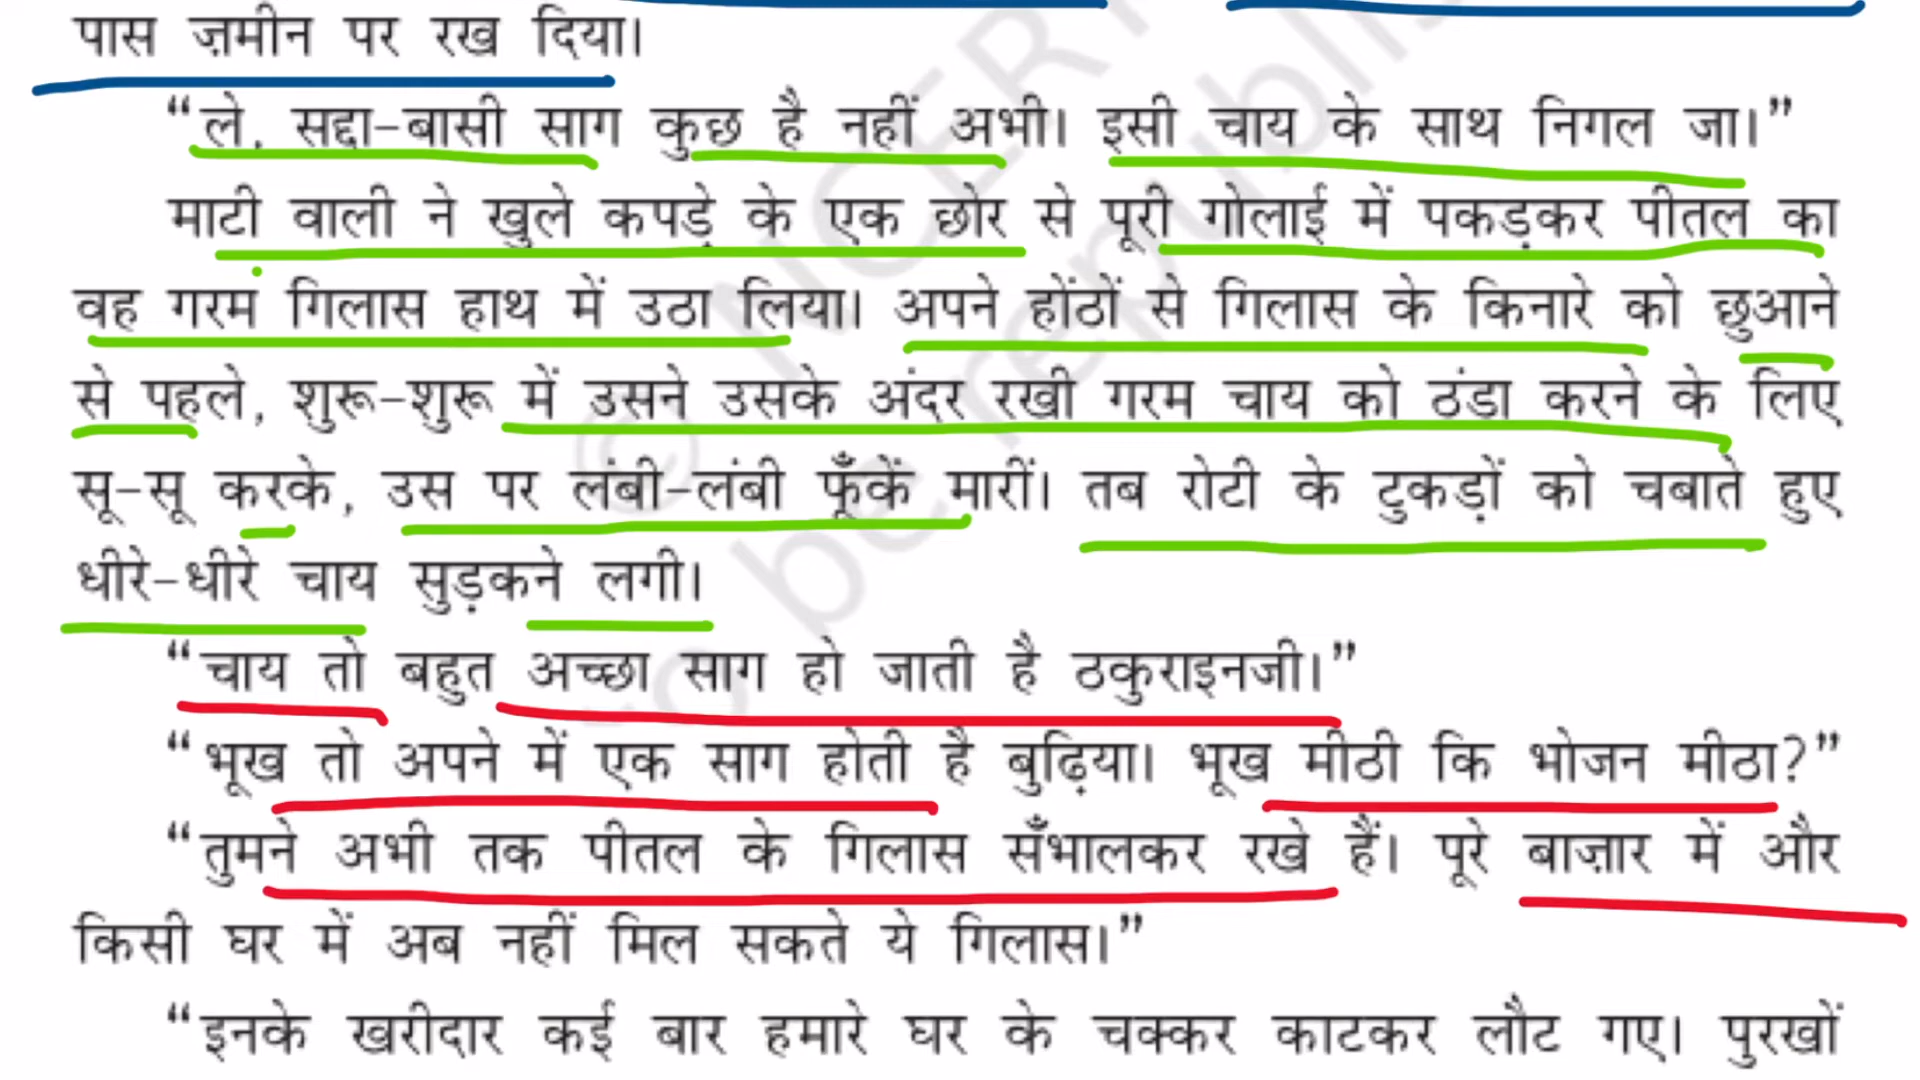 पास ज़मीन पर रख दिया।
“ले, सद्दा-बासी साग कुछ है नहीं अभी। इसी चाय के साथ निगल जा।”
माटी वाली ने खुले कपड़े के एक छोर से पूरी गोलाई में पकड़कर पीतल का
वह गरम गिलास हाथ में उठा लिया। अपने होंठों से गिलास के किनारे को छुआने
से पहले, शुरू-शुरू में उसने उसके अंदर रखी गरम चाय को ठंडा करने के लिए
सू-सू करके, उस पर लंबी-लंबी फूँकें मारीं। तब रोटी के टुकड़ों को चबाते हुए
धीरे-धीरे चाय सुड़कने लगी।
“चाय तो बहुत अच्छा साग हो जाती है ठकुराइनजी।”
“भूख तो अपने में एक साग होती है बुढ़िया। भूख मीठी कि भोजन मीठा?”
“तुमने अभी तक पीतल के गिलास सँभालकर रखे हैं। पूरे बाज़ार में और
किसी घर में अब नहीं मिल सकते ये गिलास।”
“इनके खरीदार कई बार हमारे घर के चक्कर काटकर लौट गए। पुरखों
© NCERT
be republis